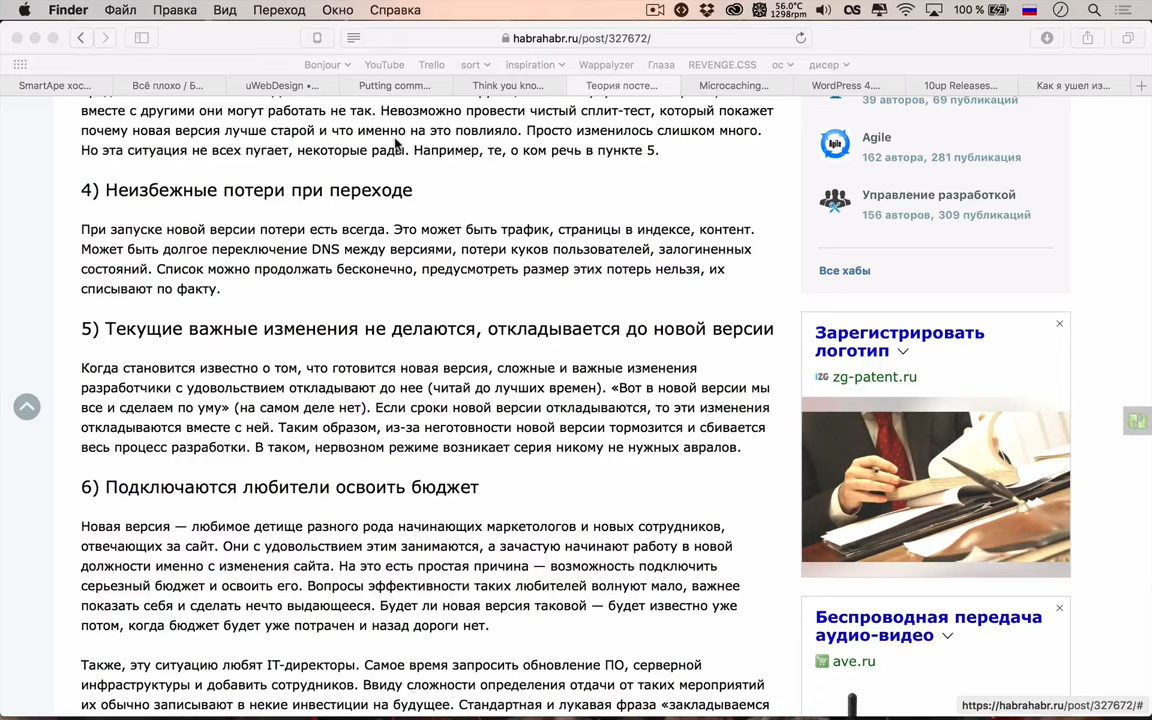 Finder Файл Правка Вид Переход Окно Справка 56.0°C 1298rpm 100 %
habrahabr.ru/post/327672/
Bonjour YouTube Trello sort inspiration Wappalyzer Глаза REVENGE.CSS ос дисер
SmartApe хос... Всё плохо / Б... uWebDesign •... Putting comm... Think you kno... Теория посте... Microcaching... WordPress 4.... 10up Releases... Как я ушел из...
вместе с другими они могут работать не так. Невозможно провести чистый сплит-тест, который покажет
почему новая версия лучше старой и что именно на это повлияло. Просто изменилось слишком много.
Но эта ситуация не всех пугает, некоторые рады. Например, те, о ком речь в пункте 5.
4) Неизбежные потери при переходе
При запуске новой версии потери есть всегда. Это может быть трафик, страницы в индексе, контент.
Может быть долгое переключение DNS между версиями, потери куков пользователей, залогиненных
состояний. Список можно продолжать бесконечно, предусмотреть размер этих потерь нельзя, их
списывают по факту.
5) Текущие важные изменения не делаются, откладывается до новой версии
Когда становится известно о том, что готовится новая версия, сложные и важные изменения
разработчики с удовольствием откладывают до нее (читай до лучших времен). «Вот в новой версии мы
все и сделаем по уму» (на самом деле нет). Если сроки новой версии откладываются, то эти изменения
откладываются вместе с ней. Таким образом, из-за неготовности новой версии тормозится и сбивается
весь процесс разработки. В таком, нервозном режиме возникает серия никому не нужных авралов.
6) Подключаются любители освоить бюджет
Новая версия — любимое детище разного рода начинающих маркетологов и новых сотрудников,
отвечающих за сайт. Они с удовольствием этим занимаются, а зачастую начинают работу в новой
должности именно с изменения сайта. На это есть простая причина — возможность подключить
серьезный бюджет и освоить его. Вопросы эффективности таких любителей волнуют мало, важнее
показать себя и сделать нечто выдающееся. Будет ли новая версия таковой — будет известно уже
потом, когда бюджет будет уже потрачен и назад дороги нет.
Также, эту ситуацию любят IT-директоры. Самое время запросить обновление ПО, серверной
инфраструктуры и добавить сотрудников. Ввиду сложности определения отдачи от таких мероприятий
их обычно записывают в некие инвестиции на будущее. Стандартная и лукавая фраза «закладываемся
39 авторов, 69 публикаций
Agile
Agile
162 автора, 281 публикация
Управление разработкой
156 авторов, 309 публикаций
Все хабы
Зарегистрировать
логотип
IZG zg-patent.ru
Беспроводная передача
аудио-видео
ave.ru
https://habrahabr.ru/post/327672/#